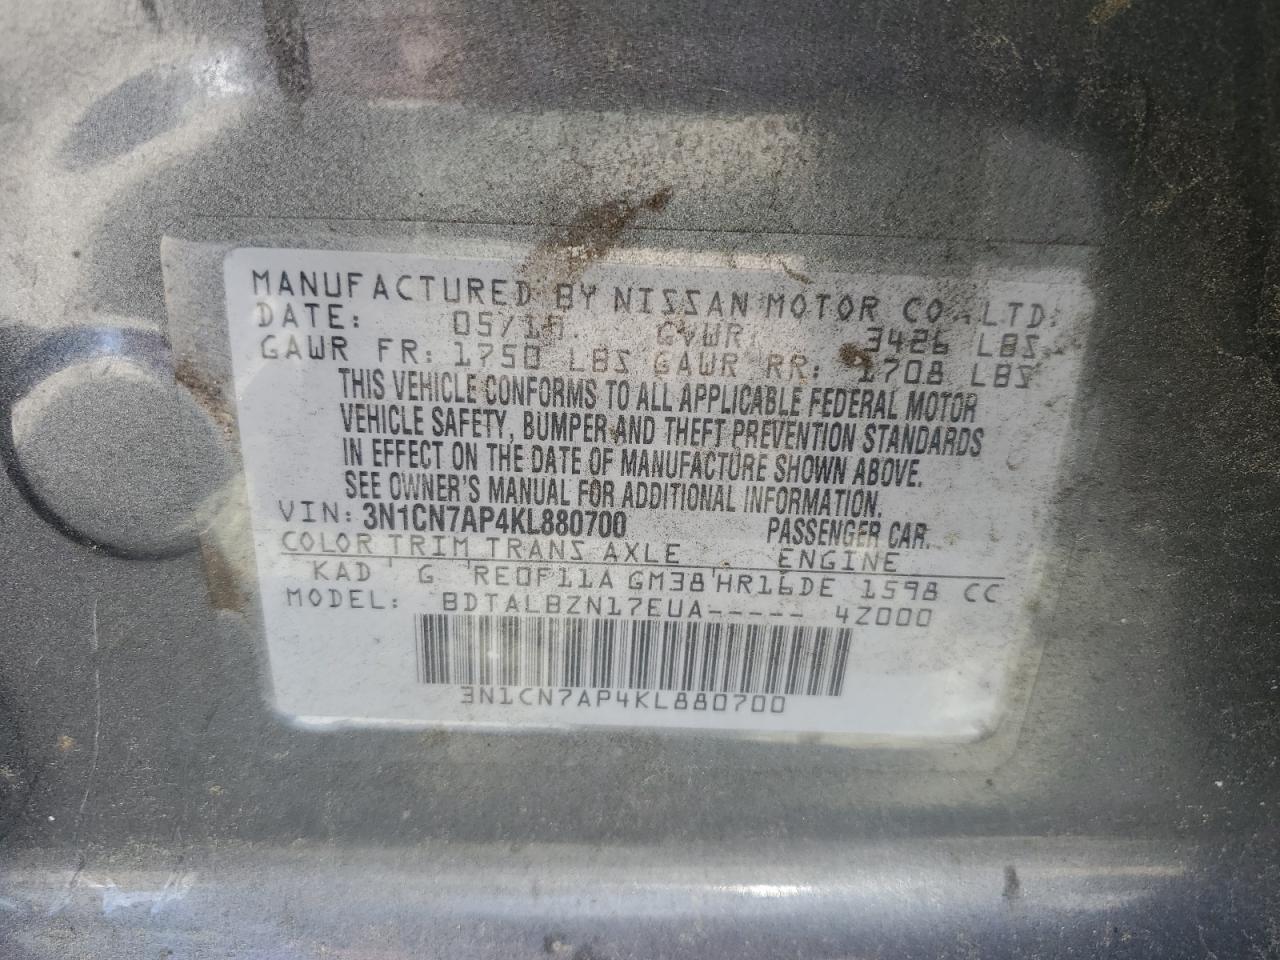 MANUFACTURED BY NISSAN MOTOR CO.,LTD.
DATE: 05/19 GVWR: 3426 LBS
GAWR FR: 1750 LBS GAWR RR: 1708 LBS
THIS VEHICLE CONFORMS TO ALL APPLICABLE FEDERAL MOTOR
VEHICLE SAFETY, BUMPER AND THEFT PREVENTION STANDARDS
IN EFFECT ON THE DATE OF MANUFACTURE SHOWN ABOVE.
SEE OWNER'S MANUAL FOR ADDITIONAL INFORMATION.
VIN: 3N1CN7AP4KL880700 PASSENGER CAR.
COLOR TRIM TRANS AXLE ENGINE
KAD G RE0F11A GM38 HR16DE 1598 CC
MODEL: BDTALBZN17EUA----- 4Z000
3N1CN7AP4KL880700